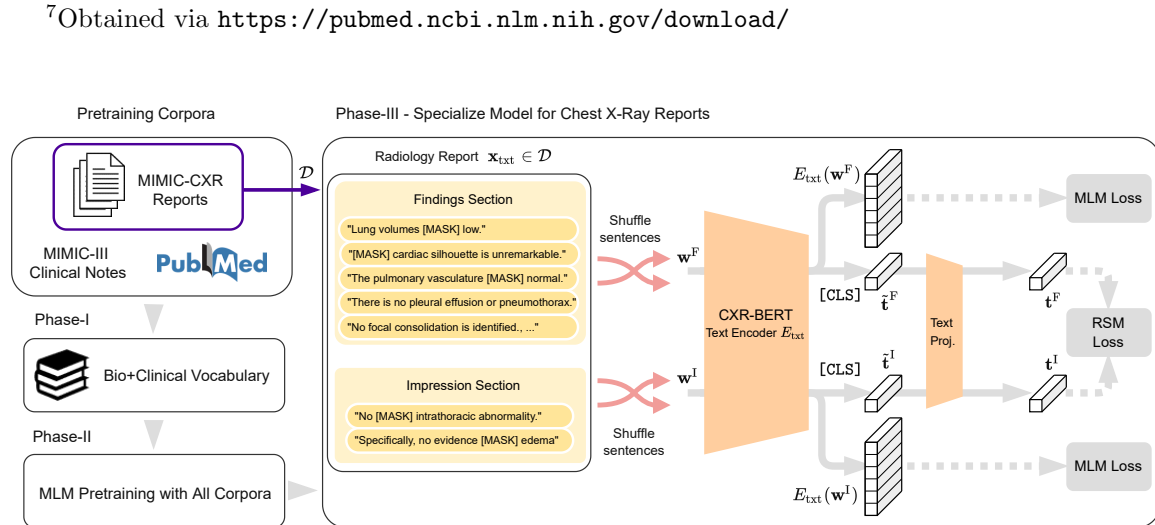 ⁷Obtained via https://pubmed.ncbi.nlm.nih.gov/download/
Pretraining Corpora
MIMIC-CXR
Reports
MIMIC-III
Clinical Notes
PubMed
𝒟
Phase-I
Bio+Clinical Vocabulary
Phase-II
MLM Pretraining with All Corpora
Phase-III - Specialize Model for Chest X-Ray Reports
Radiology Report x_txt ∈ 𝒟
Findings Section
"Lung volumes [MASK] low."
"[MASK] cardiac silhouette is unremarkable."
"The pulmonary vasculature [MASK] normal."
"There is no pleural effusion or pneumothorax."
"No focal consolidation is identified., ..."
Impression Section
"No [MASK] intrathoracic abnormality."
"Specifically, no evidence [MASK] edema"
Shuffle
sentences
w^F
w^I
Shuffle
sentences
CXR-BERT
Text Encoder E_txt
E_txt(w^F)
[CLS]
t̃^F
[CLS]
t̃^I
E_txt(w^I)
Text
Proj.
t^F
t^I
MLM Loss
RSM
Loss
MLM Loss